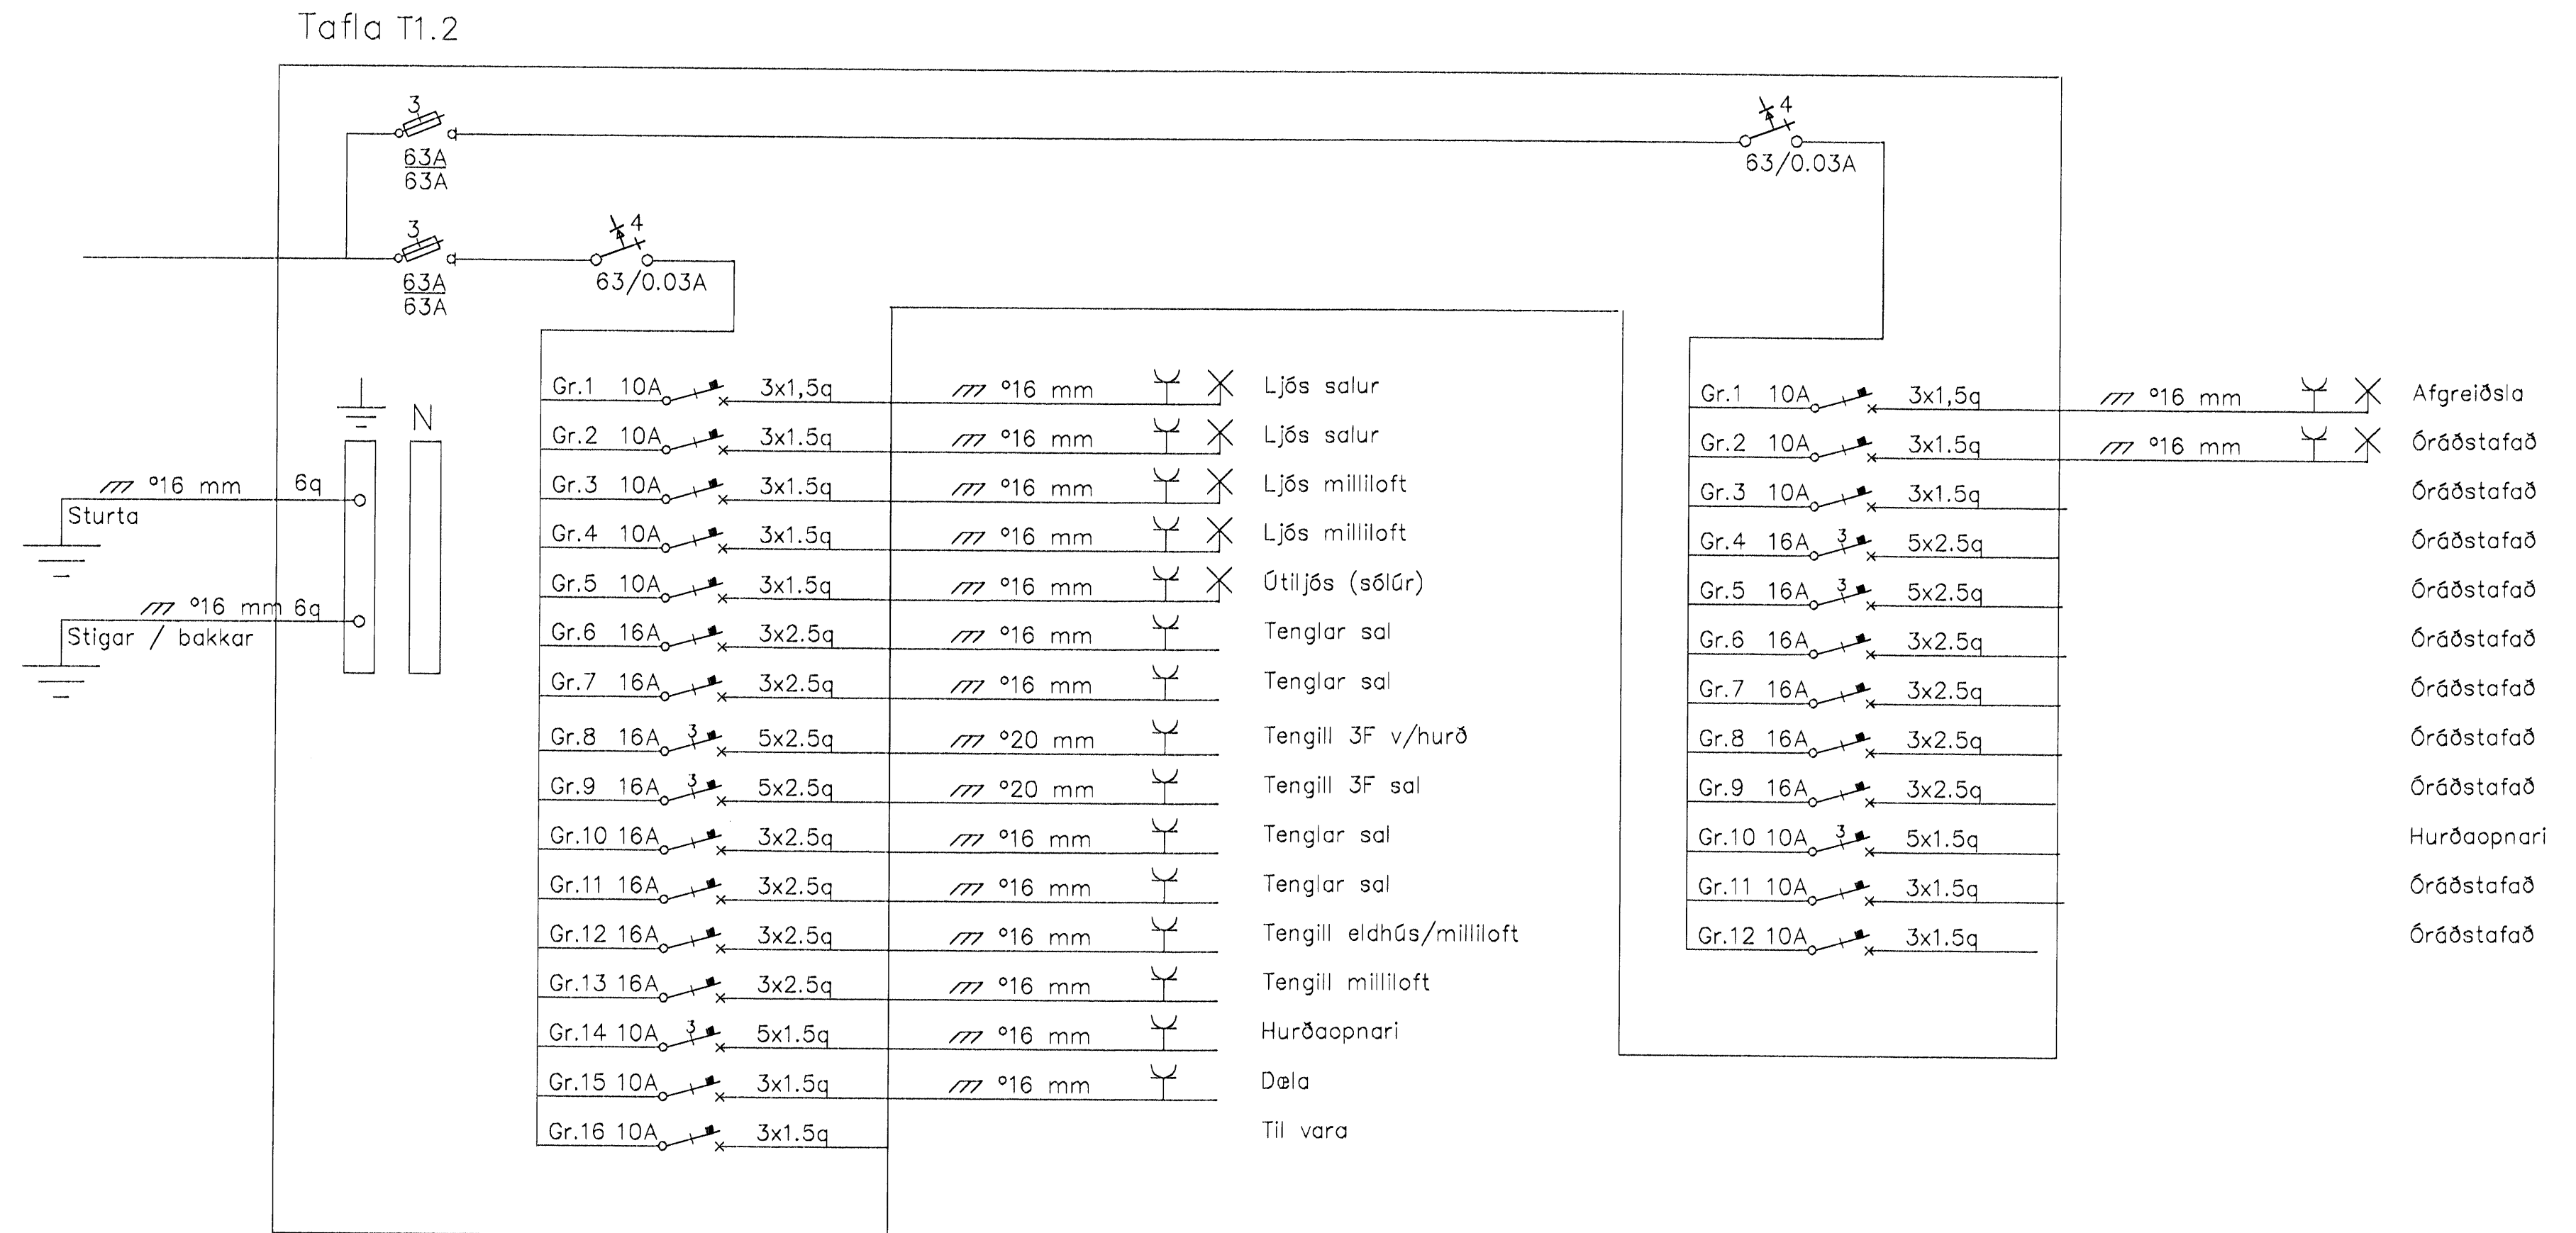 Tafla T1.2
3
63A
63A
4
63/0.03A
3
63A
63A
4
63/0.03A
N
°16 mm 6q
Sturta
°16 mm 6q
Stigar / bakkar
Gr.1 10A 3x1,5q °16 mm Ljós salur
Gr.2 10A 3x1.5q °16 mm Ljós salur
Gr.3 10A 3x1.5q °16 mm Ljós milliloft
Gr.4 10A 3x1.5q °16 mm Ljós milliloft
Gr.5 10A 3x1.5q °16 mm Útiljós (sólúr)
Gr.6 16A 3x2.5q °16 mm Tenglar sal
Gr.7 16A 3x2.5q °16 mm Tenglar sal
Gr.8 16A 3 5x2.5q °20 mm Tengill 3F v/hurð
Gr.9 16A 3 5x2.5q °20 mm Tengill 3F sal
Gr.10 16A 3x2.5q °16 mm Tenglar sal
Gr.11 16A 3x2.5q °16 mm Tenglar sal
Gr.12 16A 3x2.5q °16 mm Tengill eldhús/milliloft
Gr.13 16A 3x2.5q °16 mm Tengill milliloft
Gr.14 10A 3 5x1.5q °16 mm Hurðaopnari
Gr.15 10A 3x1.5q °16 mm Dæla
Gr.16 10A 3x1.5q Til vara
Gr.1 10A 3x1,5q °16 mm Afgreiðsla
Gr.2 10A 3x1.5q °16 mm Óráðstafað
Gr.3 10A 3x1.5q Óráðstafað
Gr.4 16A 3 5x2.5q Óráðstafað
Gr.5 16A 3 5x2.5q Óráðstafað
Gr.6 16A 3x2.5q Óráðstafað
Gr.7 16A 3x2.5q Óráðstafað
Gr.8 16A 3x2.5q Óráðstafað
Gr.9 16A 3x2.5q Óráðstafað
Gr.10 10A 3 5x1.5q Hurðaopnari
Gr.11 10A 3x1.5q Óráðstafað
Gr.12 10A 3x1.5q Óráðstafað